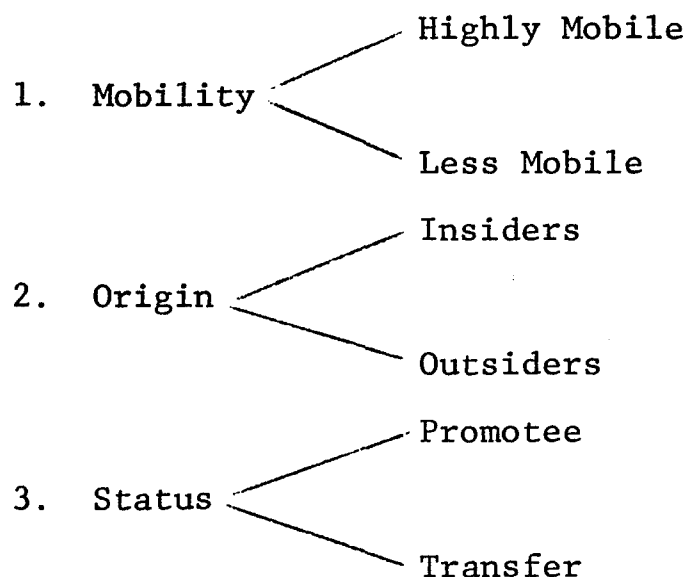 Highly Mobile
1. Mobility
Less Mobile
Insiders
2. Origin
Outsiders
Promotee
3. Status
Transfer